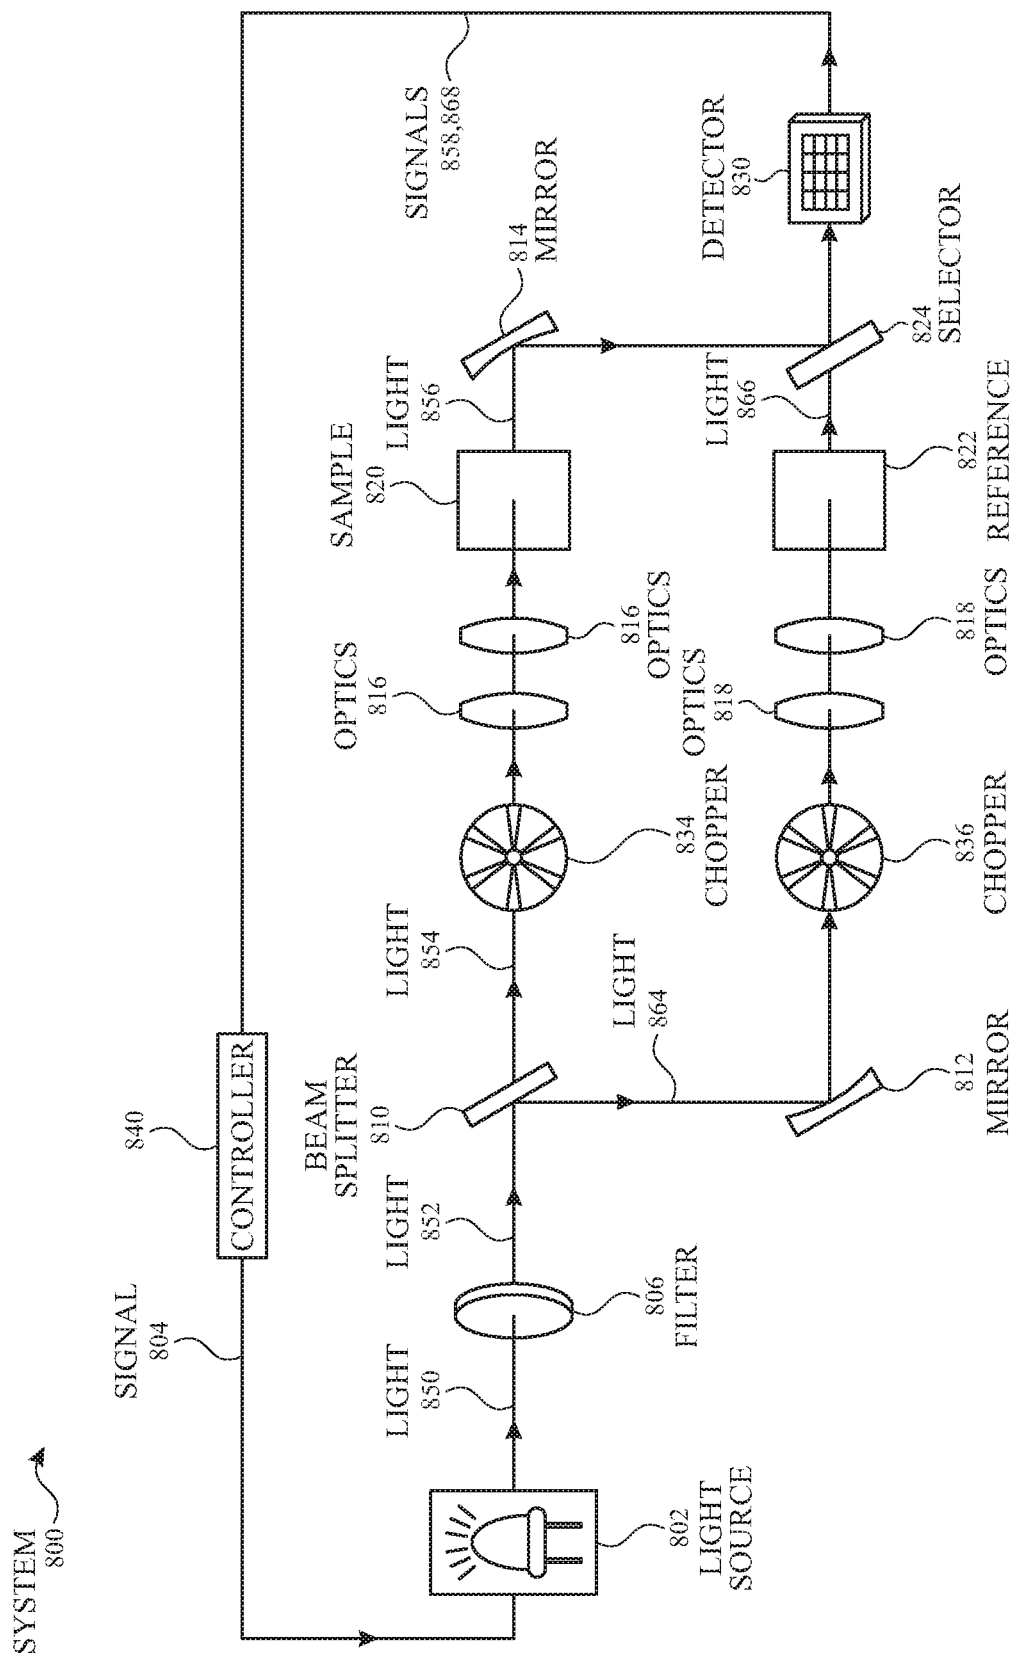 SYSTEM
800
SIGNAL
804
840
CONTROLLER
SIGNALS
858,868
LIGHT
850
LIGHT
852
BEAM
SPLITTER
810
LIGHT
854
OPTICS
816
SAMPLE
820
LIGHT
856
814
MIRROR
802
LIGHT
SOURCE
806
FILTER
LIGHT
864
834
CHOPPER
816
OPTICS
OPTICS
818
LIGHT
866
DETECTOR
830
812
MIRROR
836
CHOPPER
818
OPTICS
822
REFERENCE
824
SELECTOR